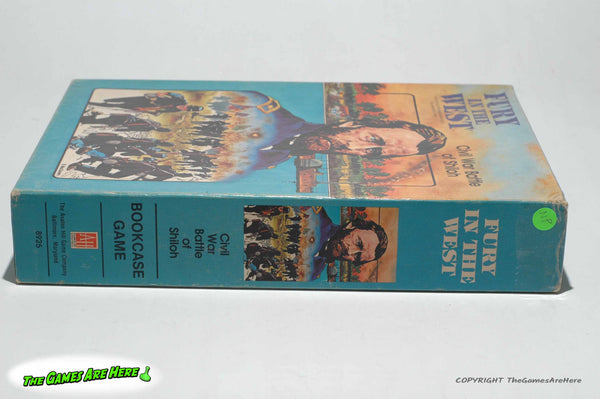 FURY
IN THE
WEST
Civil War Battle
of Shiloh
FURY
IN THE
WEST
Civil
War
Battle
of
Shiloh
BOOKCASE
GAME
The Avalon Hill Game Company
Baltimore, Maryland
8925
THE GAMES ARE HERE
COPYRIGHT TheGamesAreHere